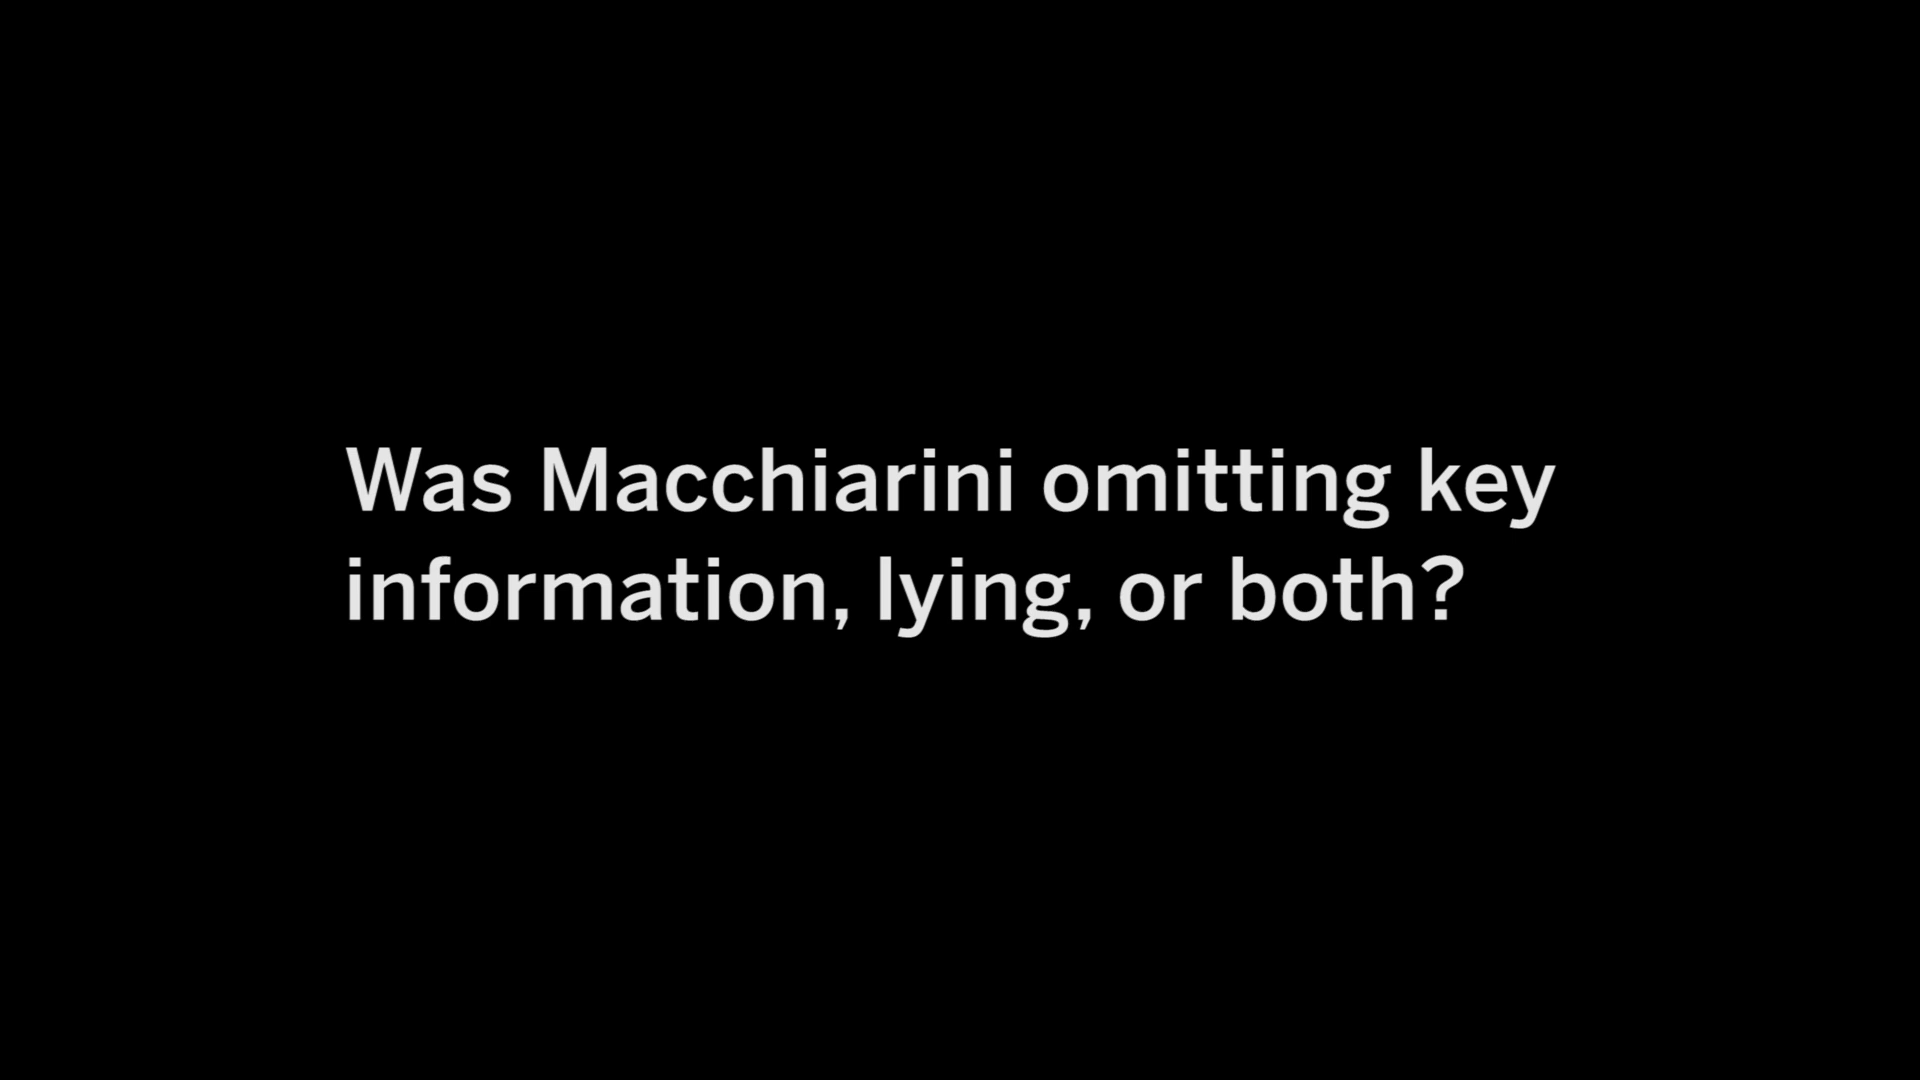 Was Macchiarini omitting key
information, lying, or both?